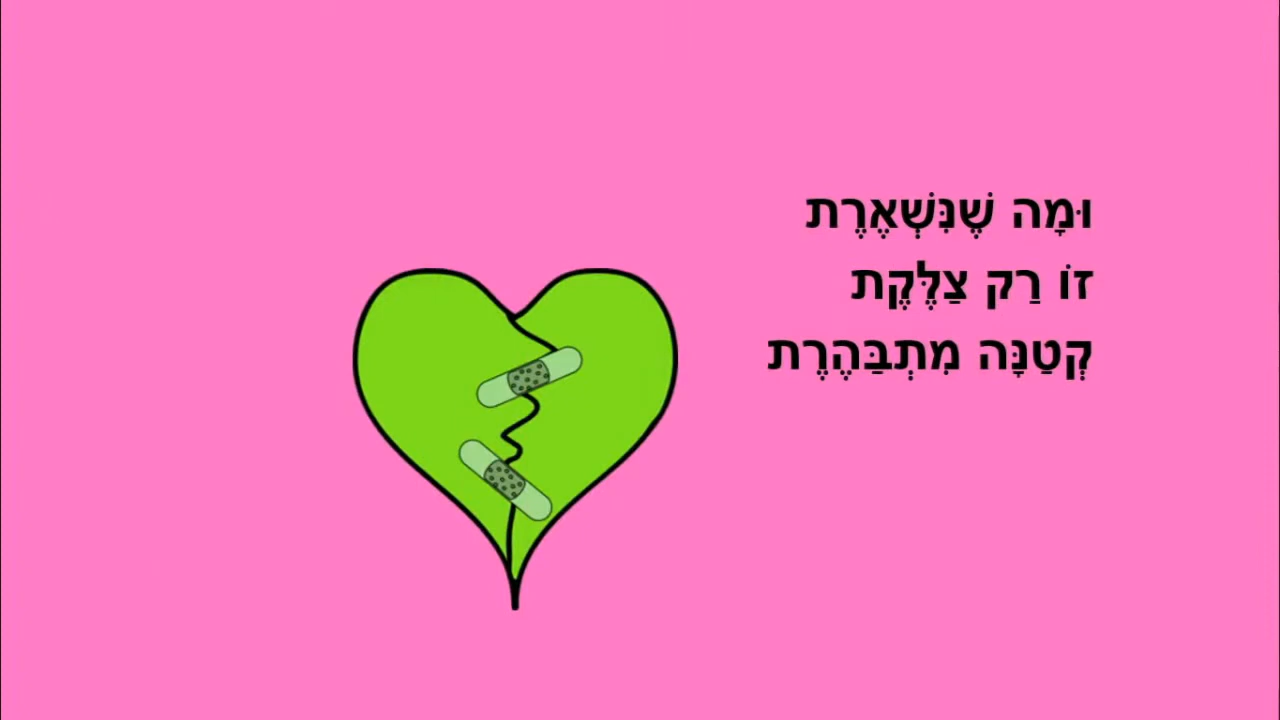 וּמָה שֶׁנִּשְׁאֶרֶת
זוֹ רַק צַלֶּקֶת
קְטַנָּה מִתְבַּהֶרֶת